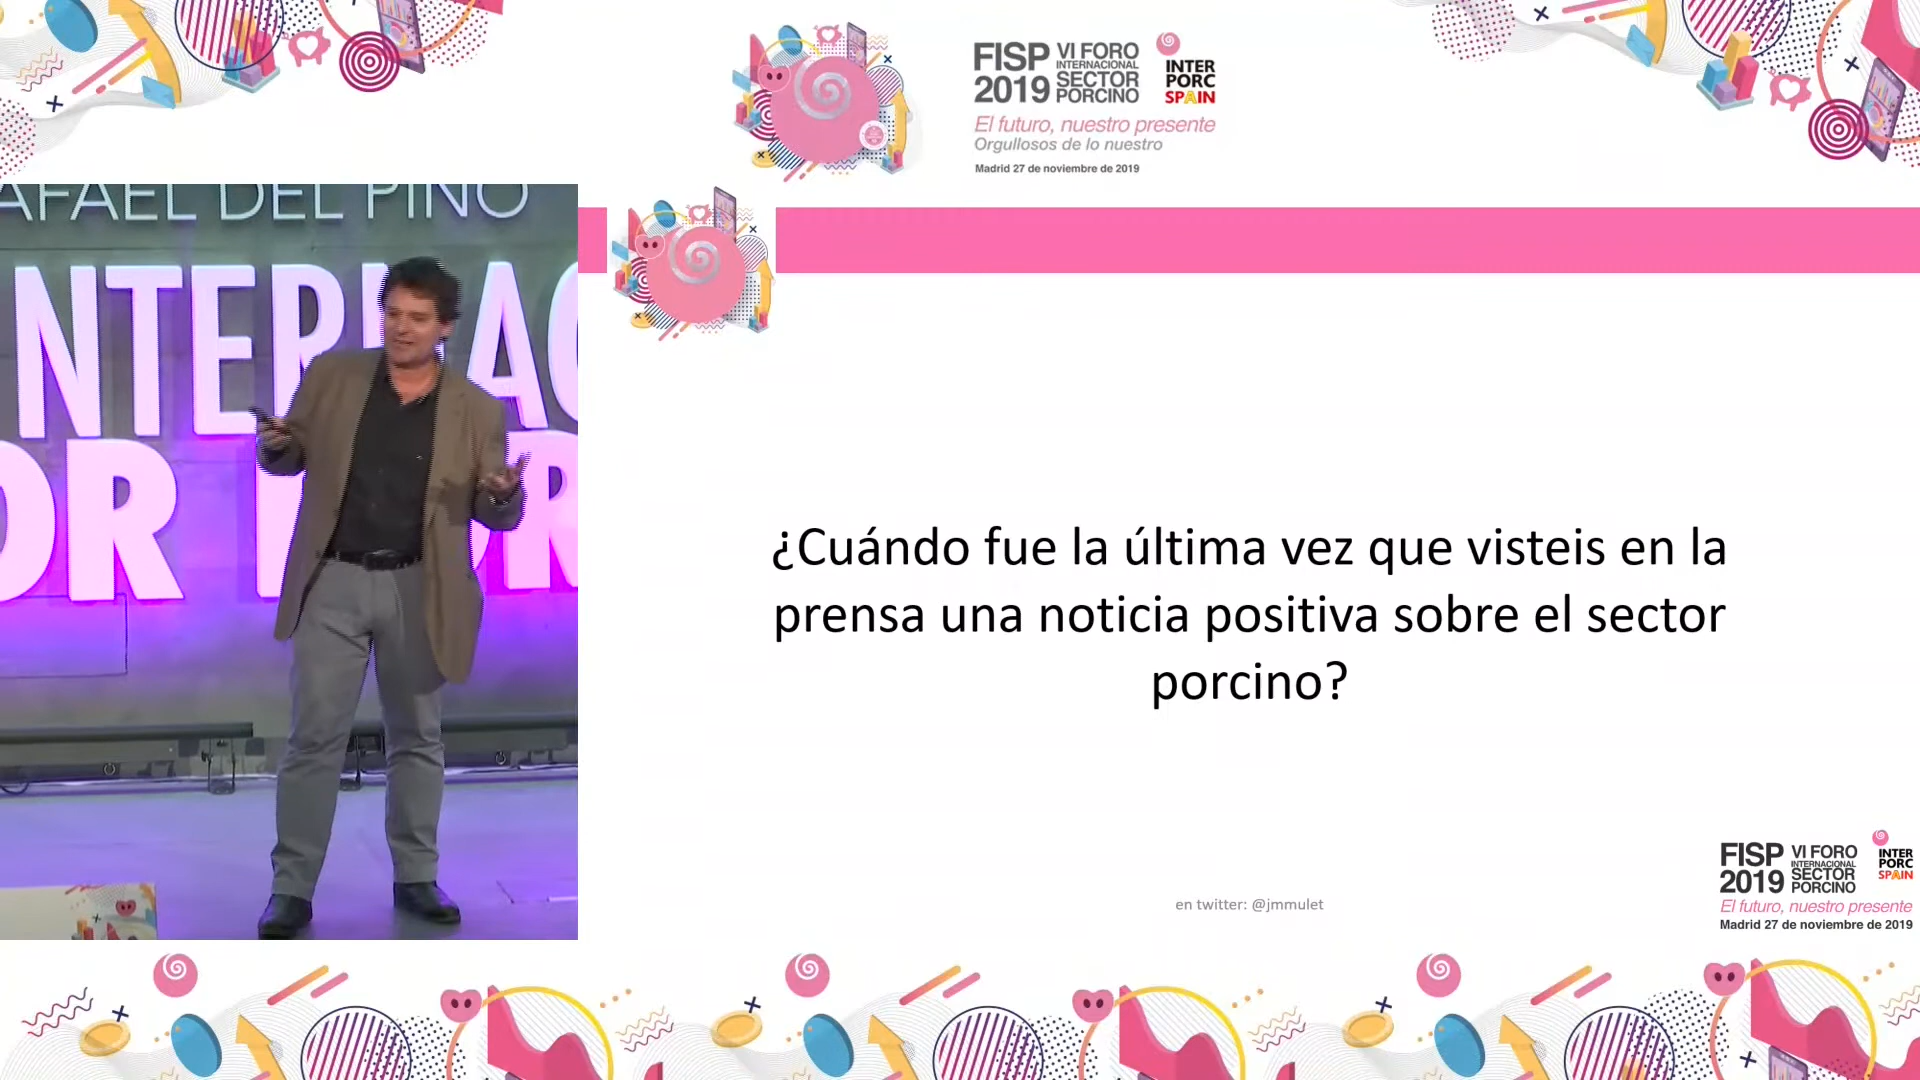 FISP VI FORO
INTERNACIONAL
2019 SECTOR
PORCINO
INTER
PORC
SPAIN
El futuro, nuestro presente
Orgullosos de lo nuestro
Madrid 27 de noviembre de 2019
AFAEL DEL PINO
NTERNAC
OR POR
¿Cuándo fue la última vez que visteis en la
prensa una noticia positiva sobre el sector
porcino?
en twitter: @jmmulet
FISP VI FORO
INTERNACIONAL
2019 SECTOR
PORCINO
INTER
PORC
SPAIN
El futuro, nuestro presente
Madrid 27 de noviembre de 2019